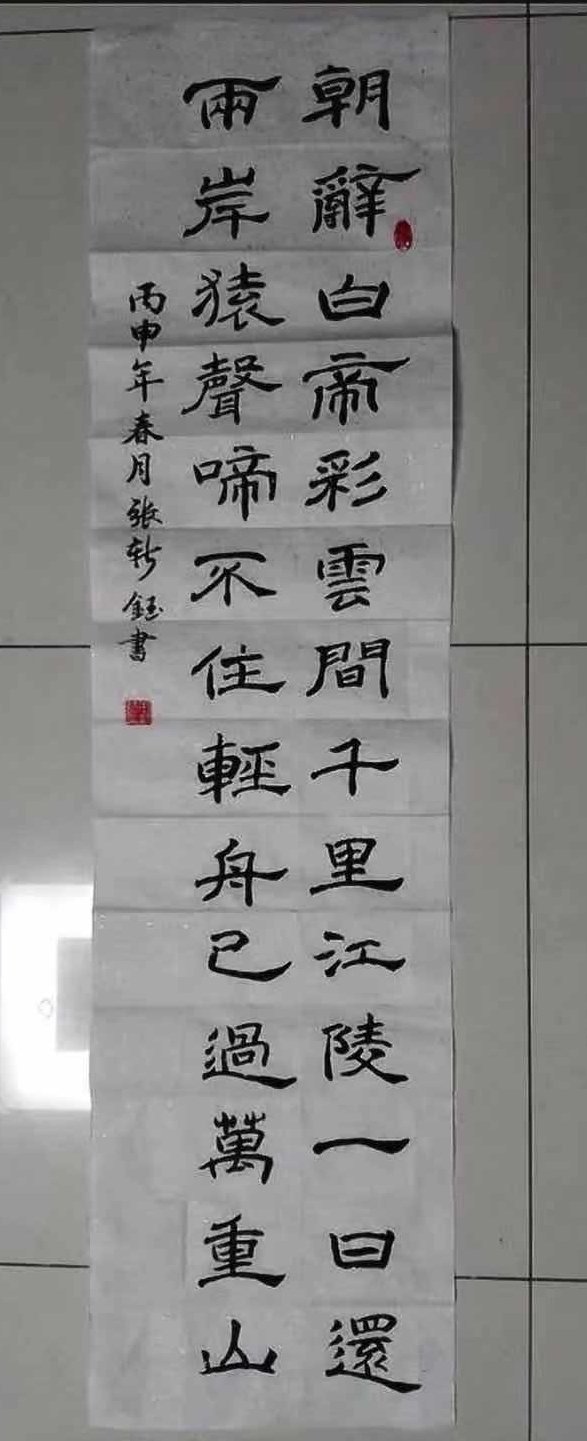 朝辭白帝彩雲間千里江陵一日還
兩岸猿聲啼不住輕舟已過萬重山
丙申年春月張新鈺書